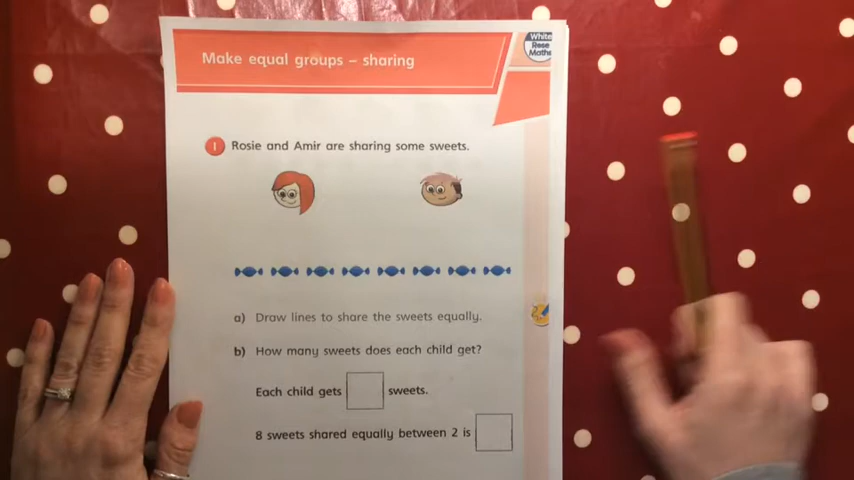 Make equal groups – sharing
White
Rose
Maths
1 Rosie and Amir are sharing some sweets.
a) Draw lines to share the sweets equally.
b) How many sweets does each child get?
Each child gets sweets.
8 sweets shared equally between 2 is